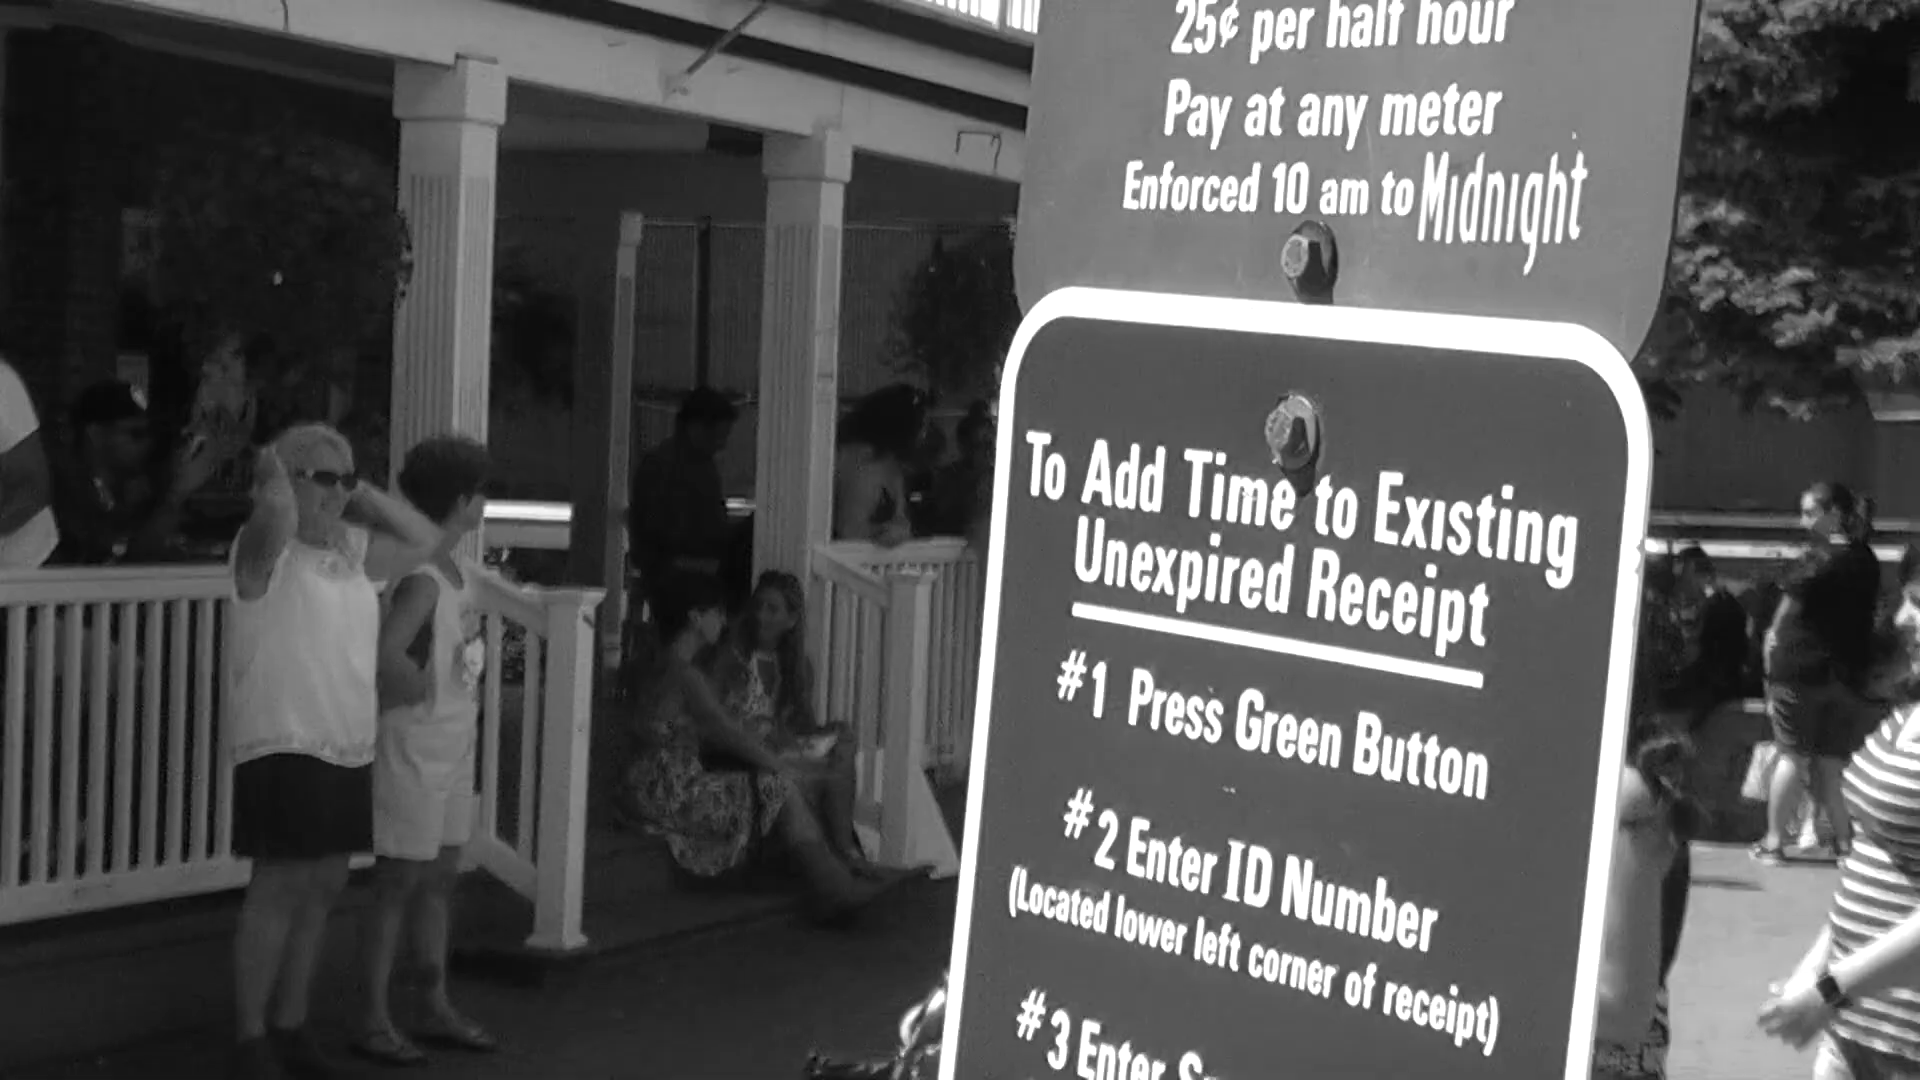 25¢ per half hour
Pay at any meter
Enforced 10 am to Midnight
To Add Time to Existing
Unexpired Receipt
#1 Press Green Button
#2 Enter ID Number
(Located lower left corner of receipt)
#3 Enter